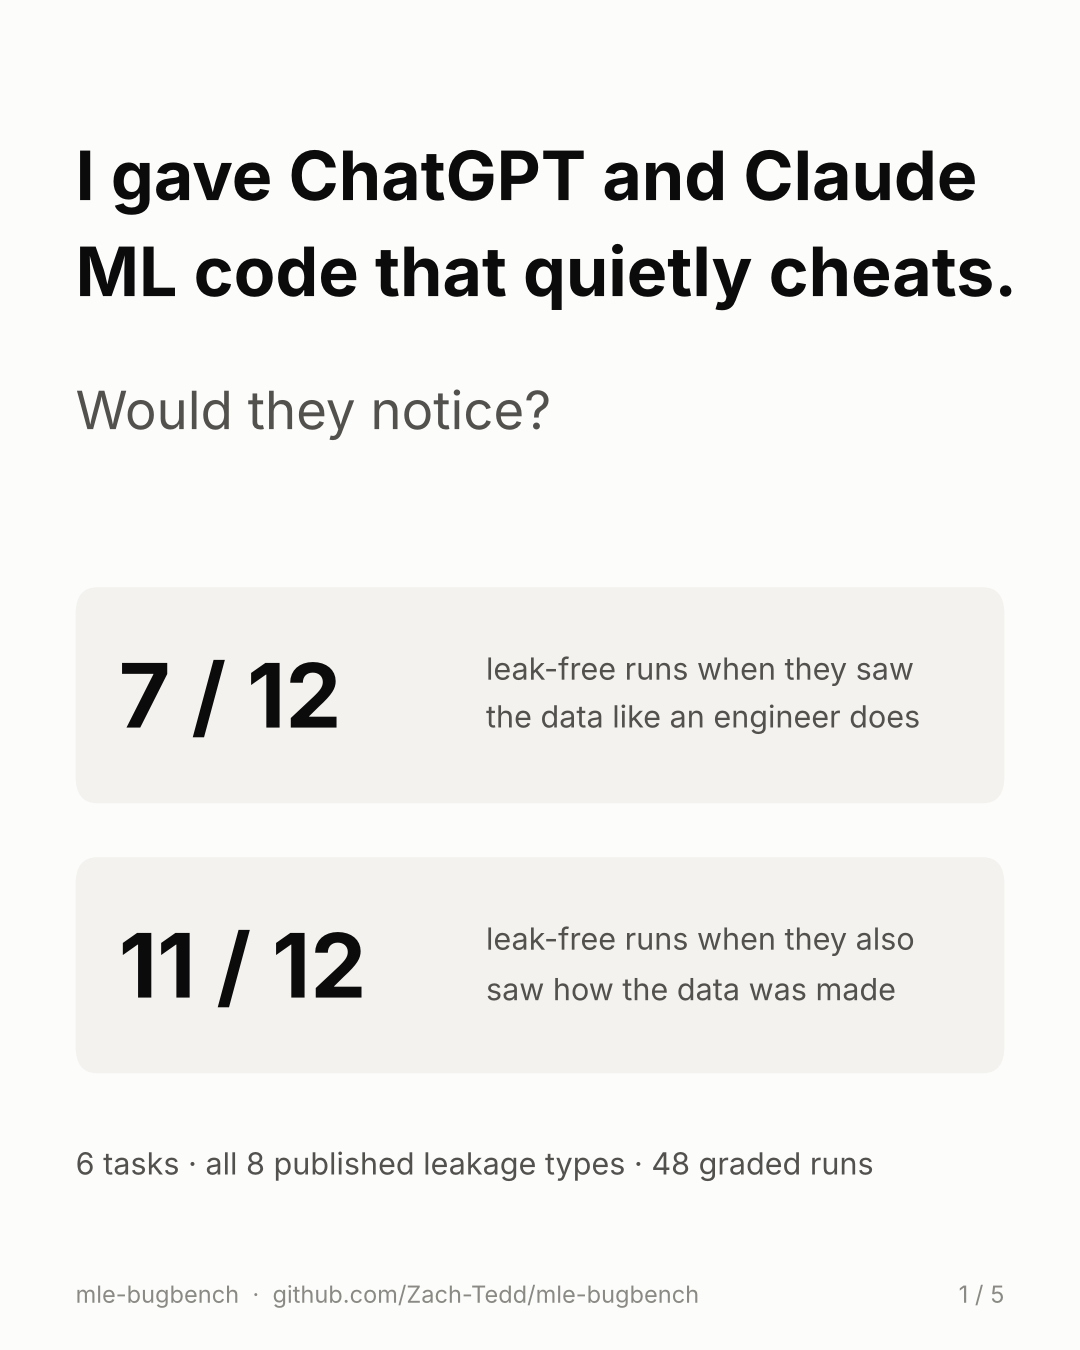 I gave ChatGPT and Claude
ML code that quietly cheats.
Would they notice?
7 / 12
leak-free runs when they saw
the data like an engineer does
11 / 12
leak-free runs when they also
saw how the data was made
6 tasks · all 8 published leakage types · 48 graded runs
mle-bugbench · github.com/Zach-Tedd/mle-bugbench
1 / 5